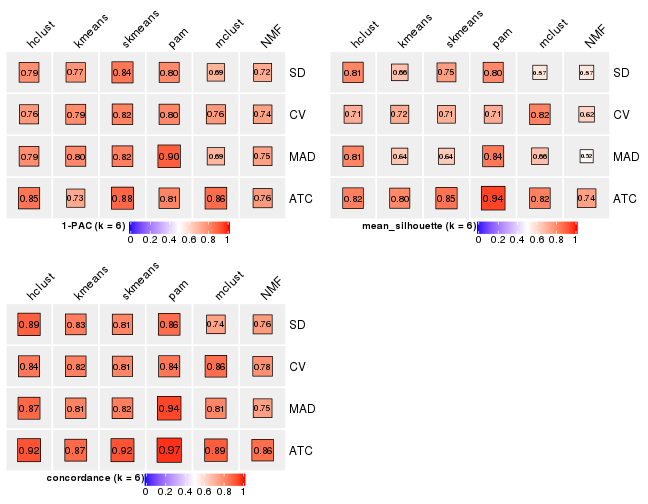 hclust kmeans skmeans pam mclust NMF
0.79 0.77 0.84 0.80 0.69 0.72 SD
0.76 0.79 0.82 0.80 0.76 0.74 CV
0.79 0.80 0.82 0.90 0.69 0.75 MAD
0.85 0.73 0.88 0.81 0.86 0.76 ATC
1-PAC (k = 6)
0 0.2 0.4 0.6 0.8 1
hclust kmeans skmeans pam mclust NMF
0.81 0.66 0.75 0.80 0.57 0.57 SD
0.71 0.72 0.71 0.71 0.82 0.62 CV
0.81 0.64 0.64 0.84 0.66 0.52 MAD
0.82 0.80 0.85 0.94 0.82 0.74 ATC
mean_silhouette (k = 6)
0 0.2 0.4 0.6 0.8 1
hclust kmeans skmeans pam mclust NMF
0.89 0.83 0.81 0.86 0.74 0.76 SD
0.84 0.82 0.81 0.84 0.86 0.78 CV
0.87 0.81 0.82 0.94 0.81 0.75 MAD
0.92 0.87 0.92 0.97 0.89 0.86 ATC
concordance (k = 6)
0 0.2 0.4 0.6 0.8 1